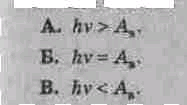 А. hν > Aв.
Б. hν = Aв.
В. hν < Aв.